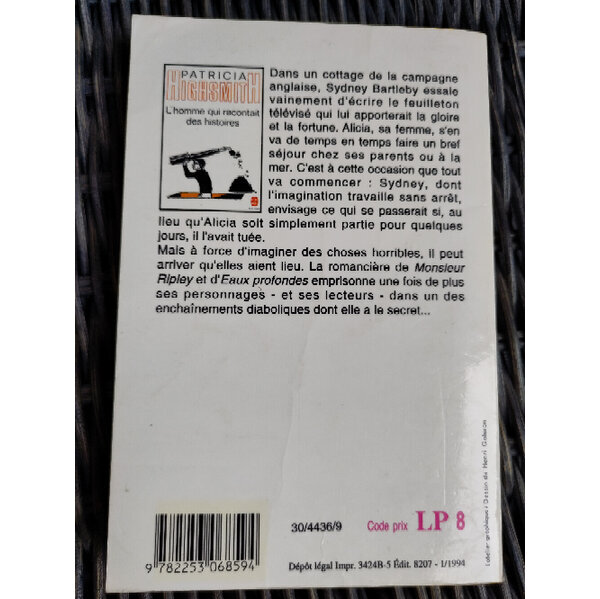 PATRICIA
HIGHSMITH
L'homme qui racontait
des histoires
Dans un cottage de la campagne
anglaise, Sydney Bartleby essaie
vainement d'écrire le feuilleton
télévisé qui lui apporterait la gloire
et la fortune. Alicia, sa femme, s'en
va de temps en temps faire un bref
séjour chez ses parents ou à la
mer. C'est à cette occasion que tout
va commencer : Sydney, dont
l'imagination travaille sans arrêt,
envisage ce qui se passerait si, au
lieu qu'Alicia soit simplement partie pour quelques
jours, il l'avait tuée.
Mais à force d'imaginer des choses horribles, il peut
arriver qu'elles aient lieu. La romancière de Monsieur
Ripley et d'Eaux profondes emprisonne une fois de plus
ses personnages - et ses lecteurs - dans un des
enchaînements diaboliques dont elle a le secret...
l'atelier graphique • Dessin de Henri Galeron
30/4436/9
Code prix LP 8
9 782253 068594
Dépôt légal Impr. 3424B-5 Édit. 8207 - 1/1994